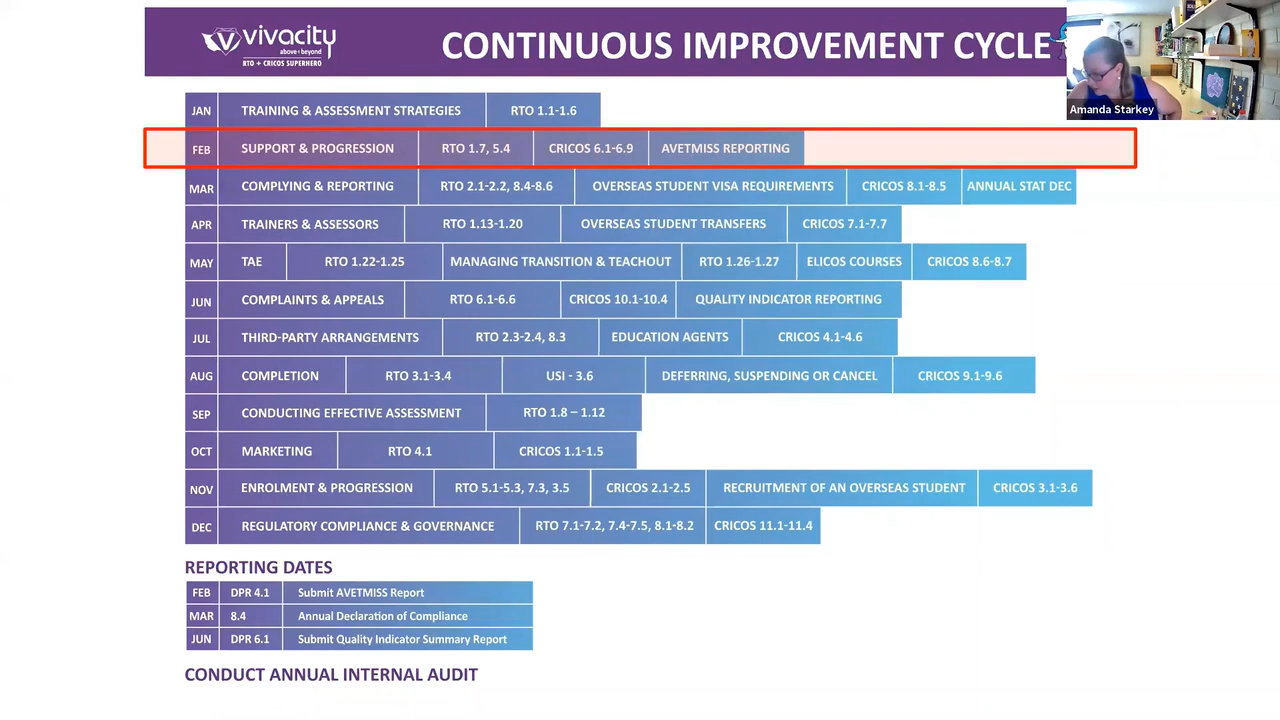 vivacity
above + beyond
RTO + CRICOS SUPERHERO
CONTINUOUS IMPROVEMENT CYCLE
Amanda Starkey
JAN TRAINING & ASSESSMENT STRATEGIES RTO 1.1-1.6
FEB SUPPORT & PROGRESSION RTO 1.7, 5.4 CRICOS 6.1-6.9 AVETMISS REPORTING
MAR COMPLYING & REPORTING RTO 2.1-2.2, 8.4-8.6 OVERSEAS STUDENT VISA REQUIREMENTS CRICOS 8.1-8.5 ANNUAL STAT DEC
APR TRAINERS & ASSESSORS RTO 1.13-1.20 OVERSEAS STUDENT TRANSFERS CRICOS 7.1-7.7
MAY TAE RTO 1.22-1.25 MANAGING TRANSITION & TEACHOUT RTO 1.26-1.27 ELICOS COURSES CRICOS 8.6-8.7
JUN COMPLAINTS & APPEALS RTO 6.1-6.6 CRICOS 10.1-10.4 QUALITY INDICATOR REPORTING
JUL THIRD-PARTY ARRANGEMENTS RTO 2.3-2.4, 8.3 EDUCATION AGENTS CRICOS 4.1-4.6
AUG COMPLETION RTO 3.1-3.4 USI - 3.6 DEFERRING, SUSPENDING OR CANCEL CRICOS 9.1-9.6
SEP CONDUCTING EFFECTIVE ASSESSMENT RTO 1.8 – 1.12
OCT MARKETING RTO 4.1 CRICOS 1.1-1.5
NOV ENROLMENT & PROGRESSION RTO 5.1-5.3, 7.3, 3.5 CRICOS 2.1-2.5 RECRUITMENT OF AN OVERSEAS STUDENT CRICOS 3.1-3.6
DEC REGULATORY COMPLIANCE & GOVERNANCE RTO 7.1-7.2, 7.4-7.5, 8.1-8.2 CRICOS 11.1-11.4
REPORTING DATES
FEB DPR 4.1 Submit AVETMISS Report
MAR 8.4 Annual Declaration of Compliance
JUN DPR 6.1 Submit Quality Indicator Summary Report
CONDUCT ANNUAL INTERNAL AUDIT